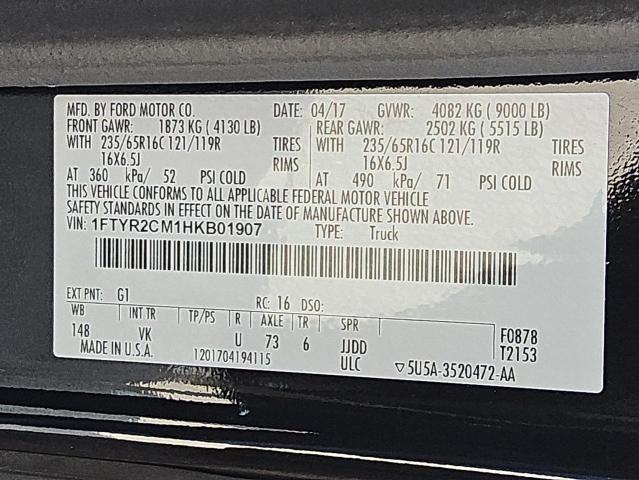 MFD. BY FORD MOTOR CO. DATE: 04/17 GVWR: 4082 KG ( 9000 LB)
FRONT GAWR: 1873 KG ( 4130 LB) REAR GAWR: 2502 KG ( 5515 LB)
WITH 235/65R16C 121/119R TIRES WITH 235/65R16C 121/119R TIRES
16X6.5J RIMS 16X6.5J RIMS
AT 360 kPa/ 52 PSI COLD AT 490 kPa/ 71 PSI COLD
THIS VEHICLE CONFORMS TO ALL APPLICABLE FEDERAL MOTOR VEHICLE
SAFETY STANDARDS IN EFFECT ON THE DATE OF MANUFACTURE SHOWN ABOVE.
VIN: 1FTYR2CM1HKB01907 TYPE: Truck
EXT PNT: G1 RC: 16 DSO:
WB INT TR TP/PS R AXLE TR SPR F0878
148 VK U 73 6 JJDD T2153
MADE IN U.S.A. 1201704194115 ULC ▽5U5A-3520472-AA